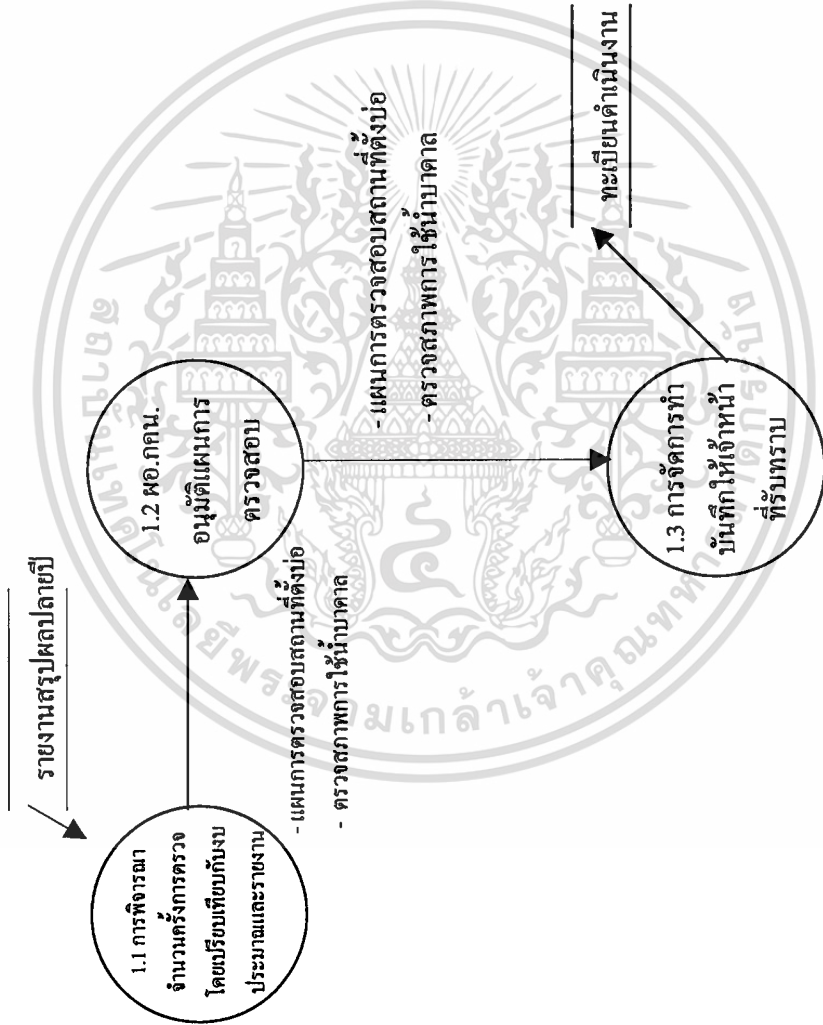 รายงานสรุปผลปลายปี
1.1 การพิจารณา
จำนวนครั้งการตรวจ
โดยเปรียบเทียบกับงบ
ประมาณและรายงาน
- แผนการตรวจสอบสถานที่ตั้งบ่อ
- ตรวจสภาพการใช้น้ำบาดาล
1.2 ผอ.กคน.
อนุมัติแผนการ
ตรวจสอบ
- แผนการตรวจสอบสถานที่ตั้งบ่อ
- ตรวจสภาพการใช้น้ำบาดาล
1.3 การจัดการทำ
บันทึกให้เจ้าหน้า
ที่รับทราบ
ทะเบียนดำเนินงาน